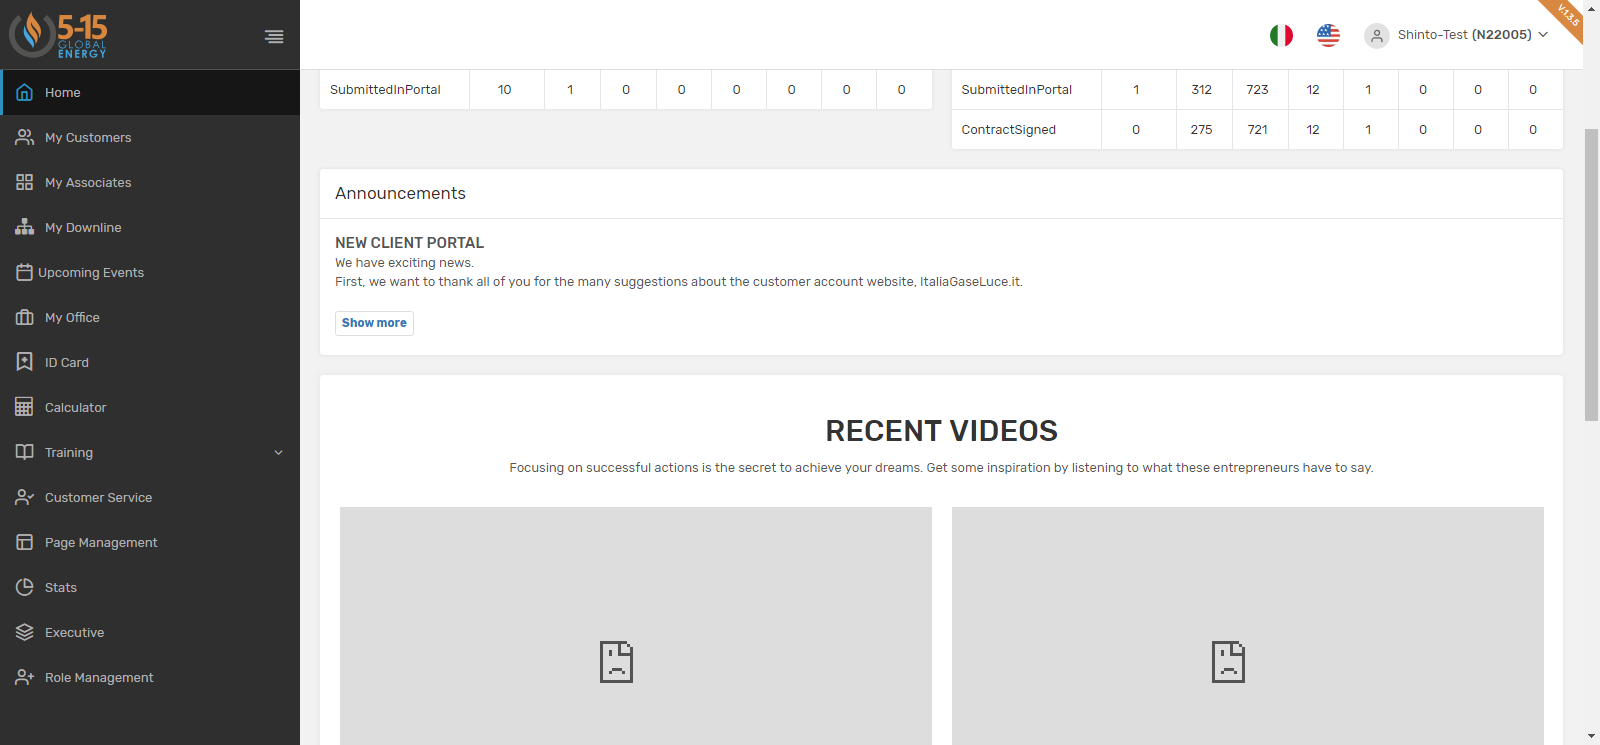 5-15
GLOBAL
ENERGY
Shinto-Test (N22005)
V.1.3.5
Home
My Customers
My Associates
My Downline
Upcoming Events
My Office
ID Card
Calculator
Training
Customer Service
Page Management
Stats
Executive
Role Management
SubmittedInPortal 10 1 0 0 0 0 0 0
SubmittedInPortal 1 312 723 12 1 0 0 0
ContractSigned 0 275 721 12 1 0 0 0
Announcements
NEW CLIENT PORTAL
We have exciting news.
First, we want to thank all of you for the many suggestions about the customer account website, ItaliaGaseLuce.it.
Show more
RECENT VIDEOS
Focusing on successful actions is the secret to achieve your dreams. Get some inspiration by listening to what these entrepreneurs have to say.